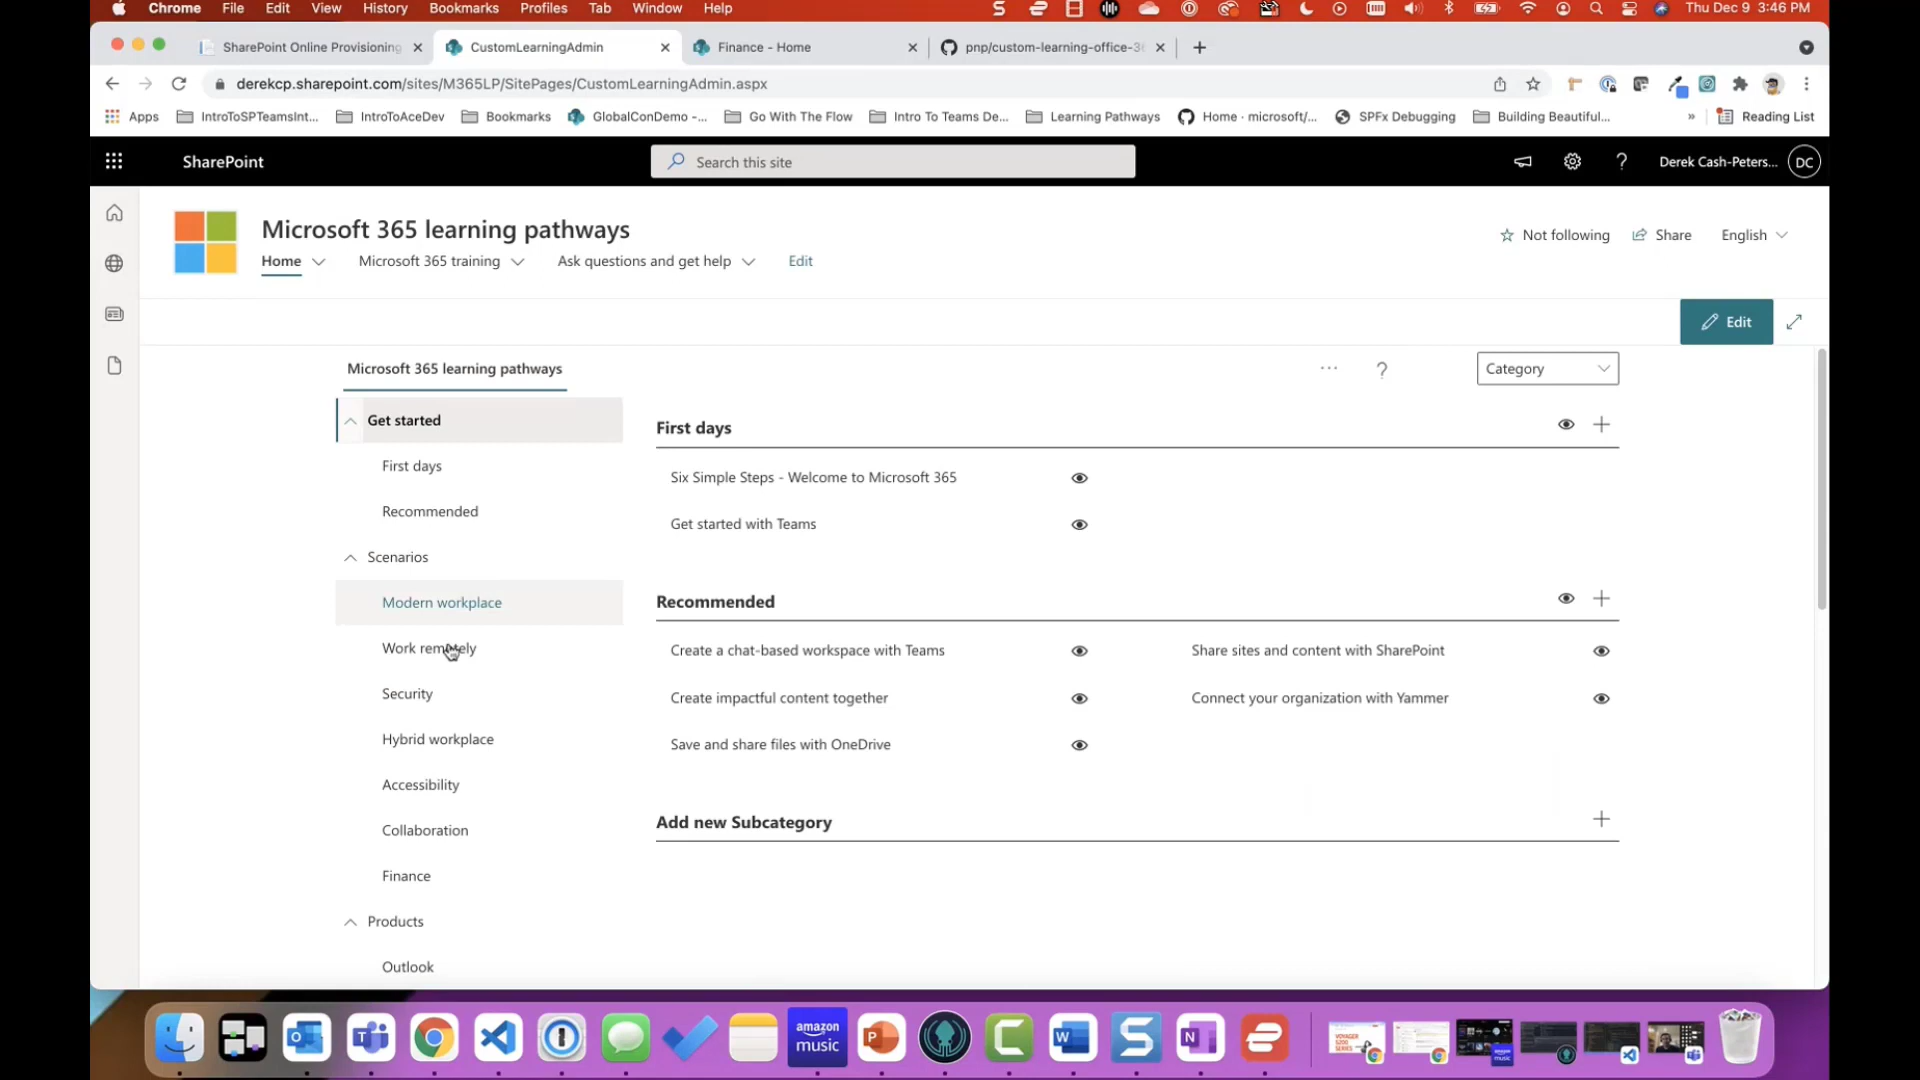 Chrome File Edit View History Bookmarks Profiles Tab Window Help Thu Dec 9 3:46 PM
SharePoint Online Provisioning CustomLearningAdmin Finance - Home pnp/custom-learning-office-3
derekcp.sharepoint.com/sites/M365LP/SitePages/CustomLearningAdmin.aspx
Apps IntroToSPTeamsInt... IntroToAceDev Bookmarks GlobalConDemo -... Go With The Flow Intro To Teams De... Learning Pathways Home · microsoft/... SPFx Debugging Building Beautiful... » Reading List
SharePoint Search this site ? Derek Cash-Peters... DC
Microsoft 365 learning pathways
Not following Share English
Home Microsoft 365 training Ask questions and get help Edit
Edit
Microsoft 365 learning pathways ... ? Category
Get started
First days
Recommended
Scenarios
Modern workplace
Work remotely
Security
Hybrid workplace
Accessibility
Collaboration
Finance
Products
Outlook
First days
Six Simple Steps - Welcome to Microsoft 365
Get started with Teams
Recommended
Create a chat-based workspace with Teams Share sites and content with SharePoint
Create impactful content together Connect your organization with Yammer
Save and share files with OneDrive
Add new Subcategory
amazon
music